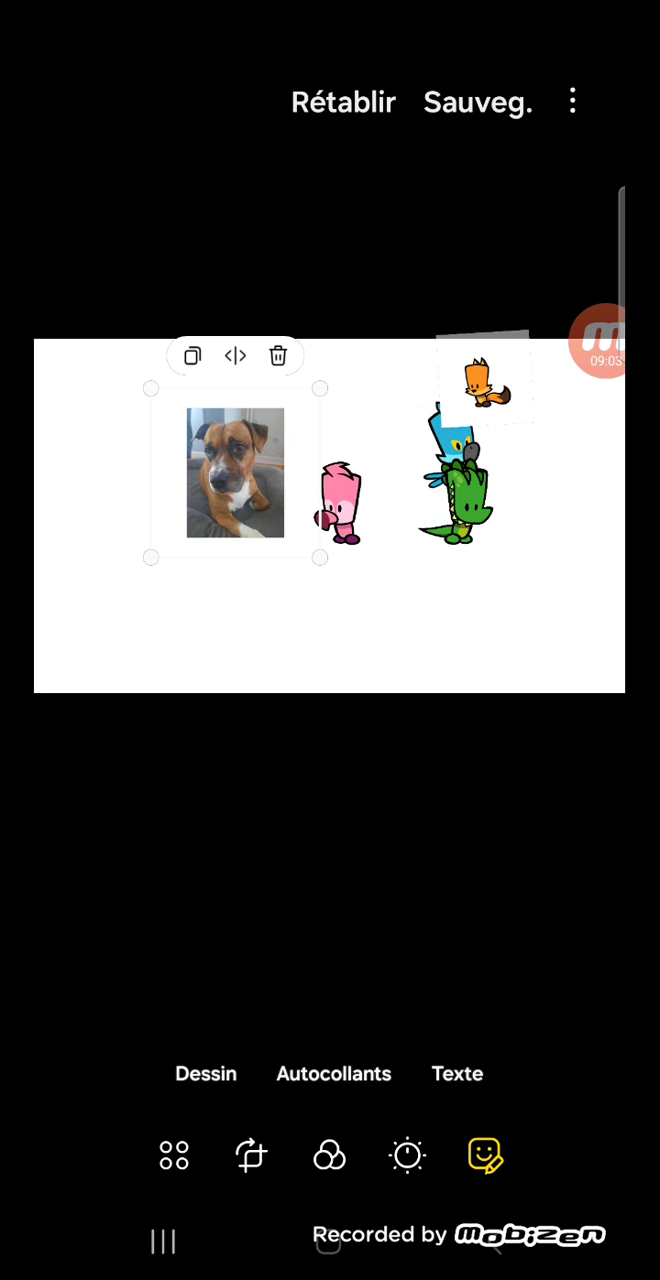 Rétablir Sauveg.
09:03
Dessin Autocollants Texte
Recorded by mobizen